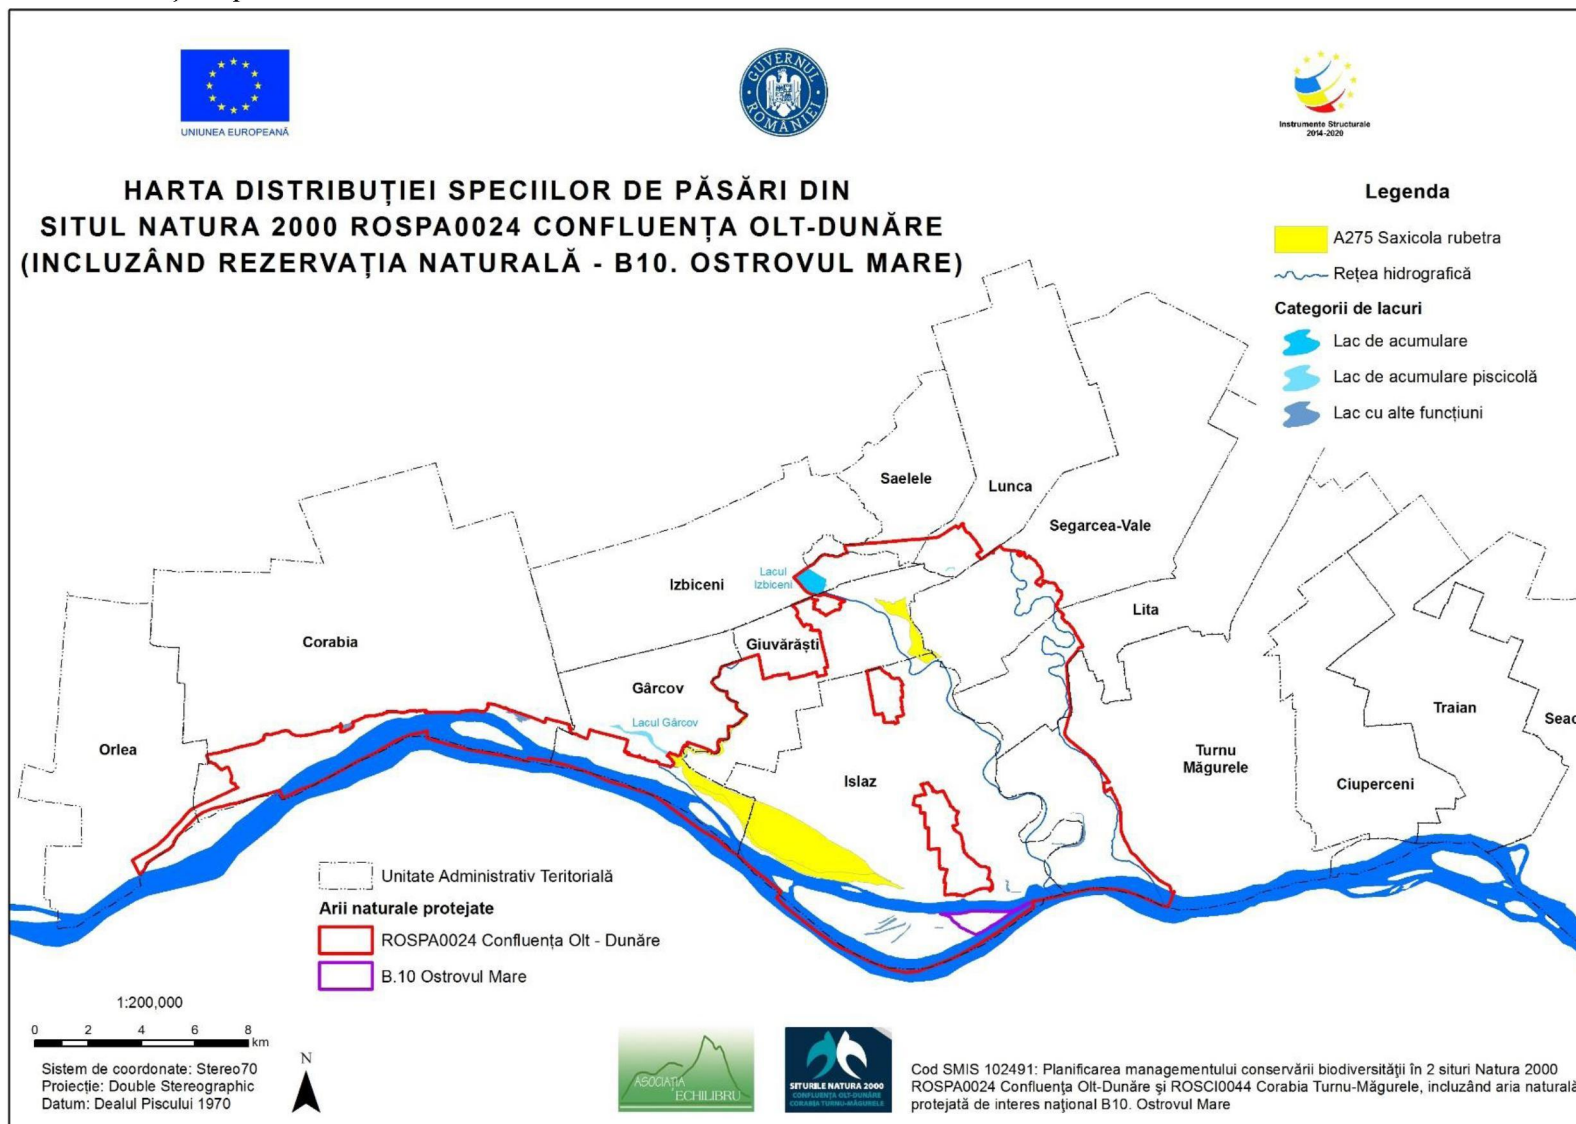 UNIUNEA EUROPEANĂ
GUVERNUL ROMÂNIEI
Instrumente Structurale
2014-2020
HARTA DISTRIBUȚIEI SPECIILOR DE PĂSĂRI DIN
SITUL NATURA 2000 ROSPA0024 CONFLUENȚA OLT-DUNĂRE
(INCLUZÂND REZERVAȚIA NATURALĂ - B10. OSTROVUL MARE)
Legenda
A275 Saxicola rubetra
Rețea hidrografică
Categorii de lacuri
Lac de acumulare
Lac de acumulare piscicolă
Lac cu alte funcțiuni
Saelele
Lunca
Segarcea-Vale
Izbiceni
Lacul
Izbiceni
Lita
Corabia
Giuvărăști
Gârcov
Lacul Gârcov
Orlea
Islaz
Turnu
Măgurele
Traian
Seac
Ciuperceni
Unitate Administrativ Teritorială
Arii naturale protejate
ROSPA0024 Confluența Olt - Dunăre
B.10 Ostrovul Mare
1:200,000
0 2 4 6 8
km
N
Sistem de coordonate: Stereo70
Proiecție: Double Stereographic
Datum: Dealul Piscului 1970
ASOCIAȚIA
ECHILIBRU
SITURILE NATURA 2000
CONFLUENȚA OLT-DUNĂRE
CORABIA TURNU-MĂGURELE
Cod SMIS 102491: Planificarea managementului conservării biodiversităţii în 2 situri Natura 2000
ROSPA0024 Confluenţa Olt-Dunăre şi ROSCI0044 Corabia Turnu-Măgurele, incluzând aria naturală
protejată de interes naţional B10. Ostrovul Mare